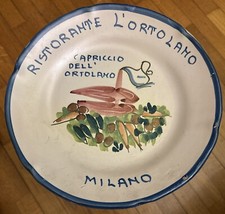 RISTORANTE L'ORTOLANO
CAPRICCIO
DELL'
ORTOLANO
MILANO